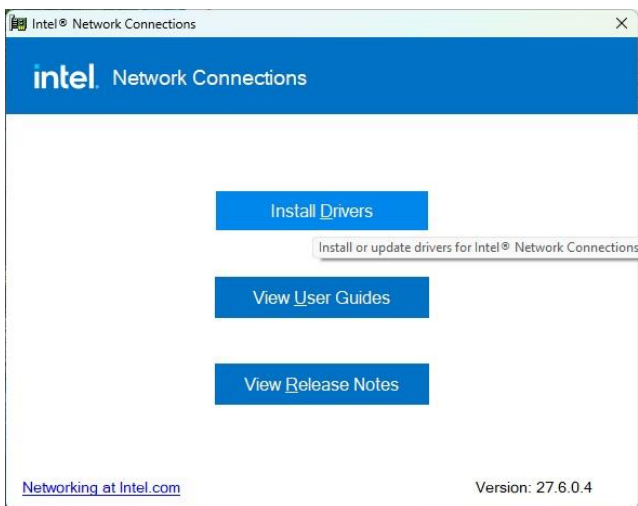 Intel® Network Connections
intel. Network Connections
Install Drivers
Install or update drivers for Intel® Network Connections
View User Guides
View Release Notes
Networking at Intel.com
Version: 27.6.0.4